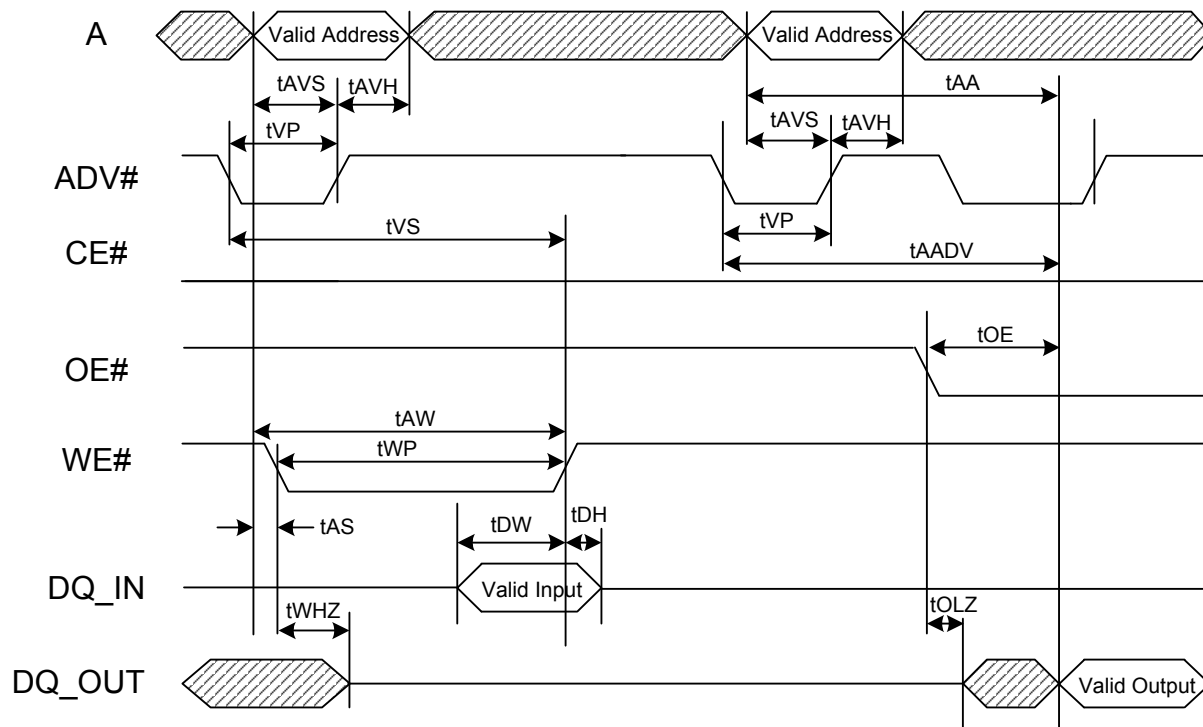 A
Valid Address
Valid Address
tAVS
tAVH
tAA
tVP
tAVS
tAVH
ADV#
tVS
tVP
CE#
tAADV
tOE
OE#
tAW
WE#
tWP
tAS
tDW
tDH
DQ_IN
Valid Input
tWHZ
tOLZ
DQ_OUT
Valid Output